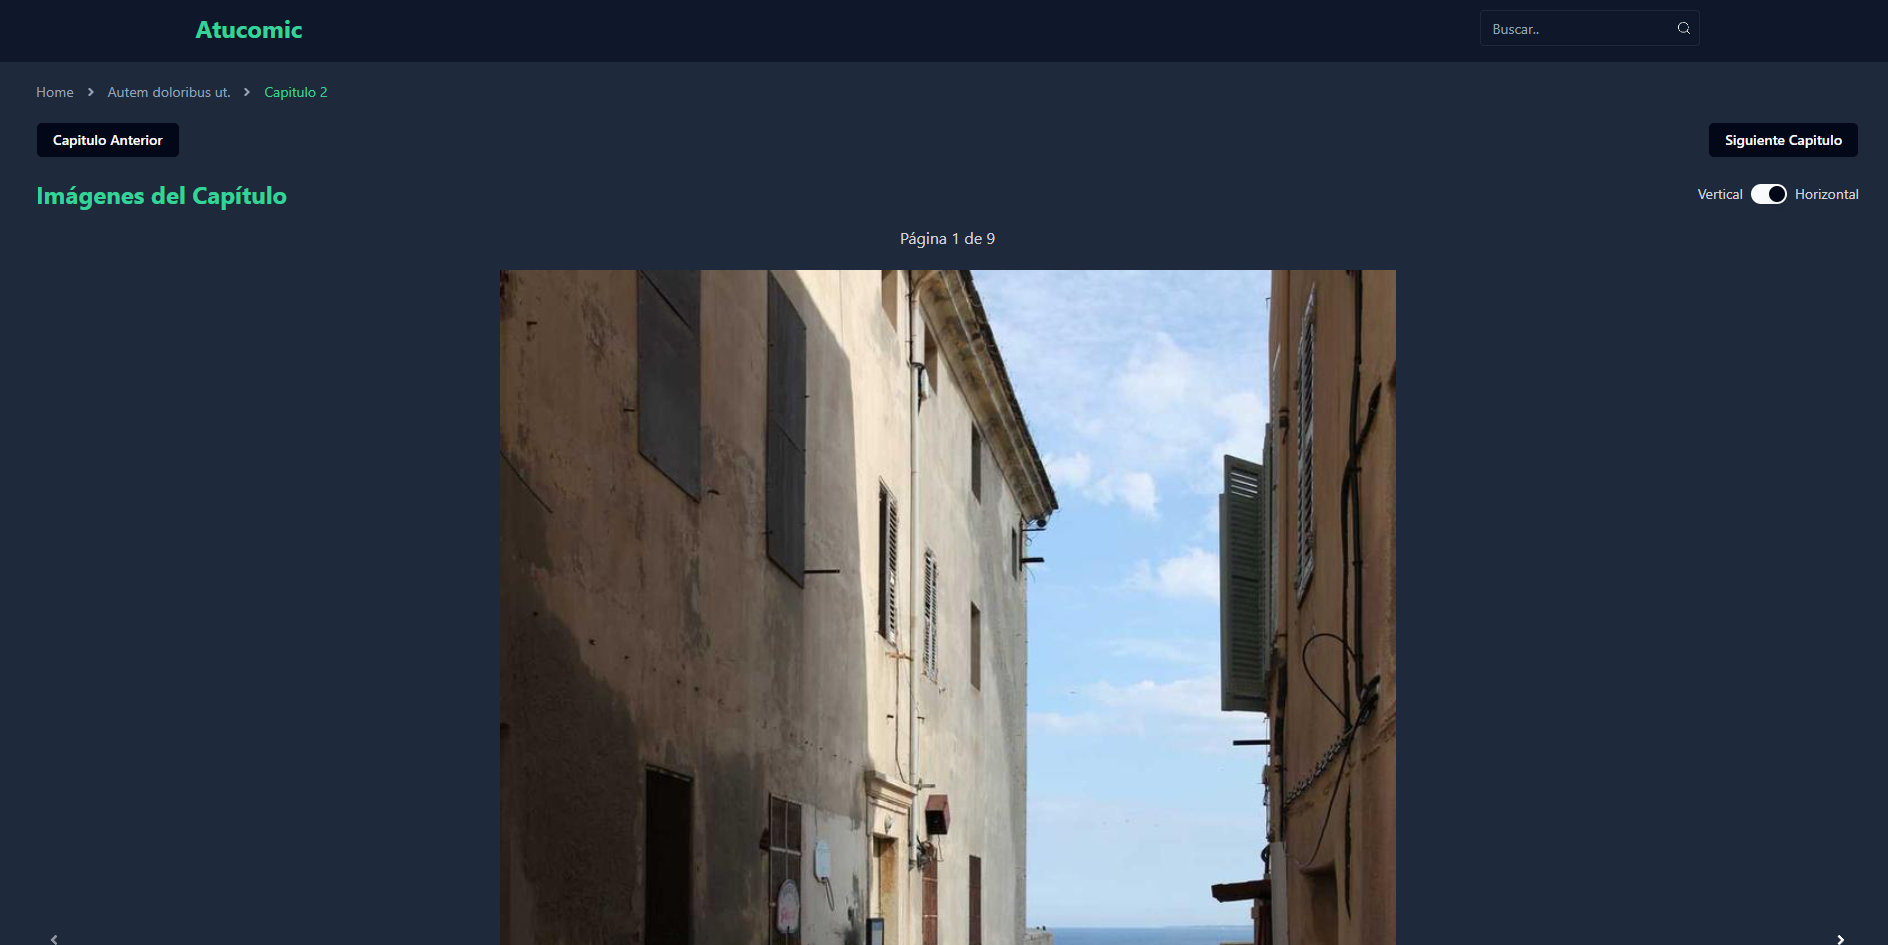 Atucomic
Buscar..
Home > Autem doloribus ut. > Capitulo 2
Capitulo Anterior
Siguiente Capitulo
Imágenes del Capítulo
Vertical
Horizontal
Página 1 de 9